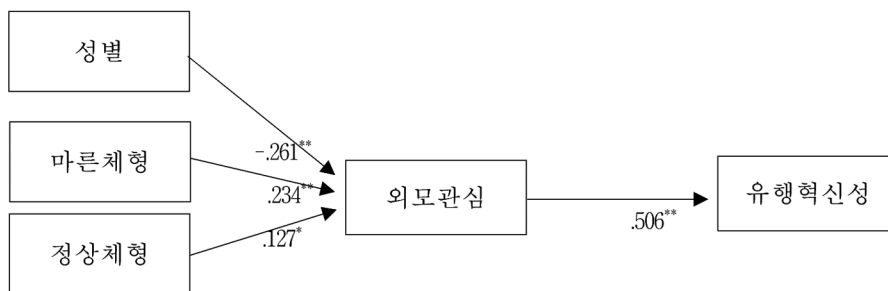 성별
-.261**
마른체형
.234**
외모관심
유행혁신성
.506**
.127*
정상체형